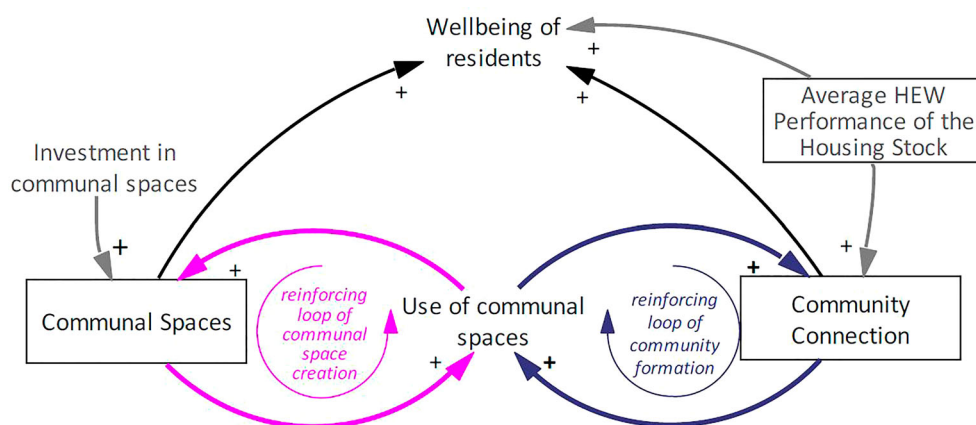 Wellbeing of
residents
+
+
+
Average HEW
Performance of the
Housing Stock
Investment in
communal spaces
+
+
+
+
Communal Spaces
reinforcing
loop of
communal
space
creation
Use of communal
spaces
+
+
reinforcing
loop of
community
formation
Community
Connection